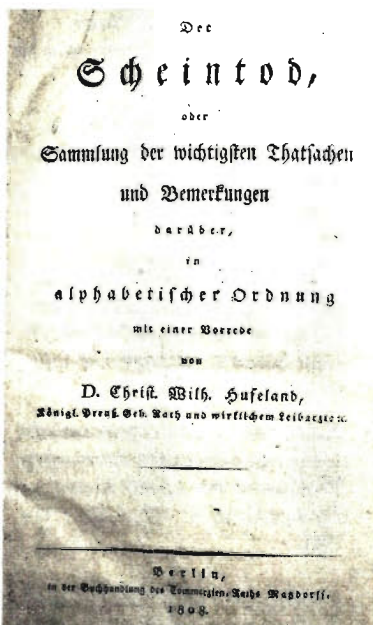 Der
Scheintod,
oder
Sammlung der wichtigsten Thatsachen
und Bemerkungen
darüber,
in
alphabetischer Ordnung
mit einer Vorrede
von
D. Christ. Wilh. Hufeland,
Königl. Preuß. Geh. Rath und wirklichem Leibarzte ꝛc.
Berlin,
in der Buchhandlung des Commerzien-Raths Matzdorff.
1808.